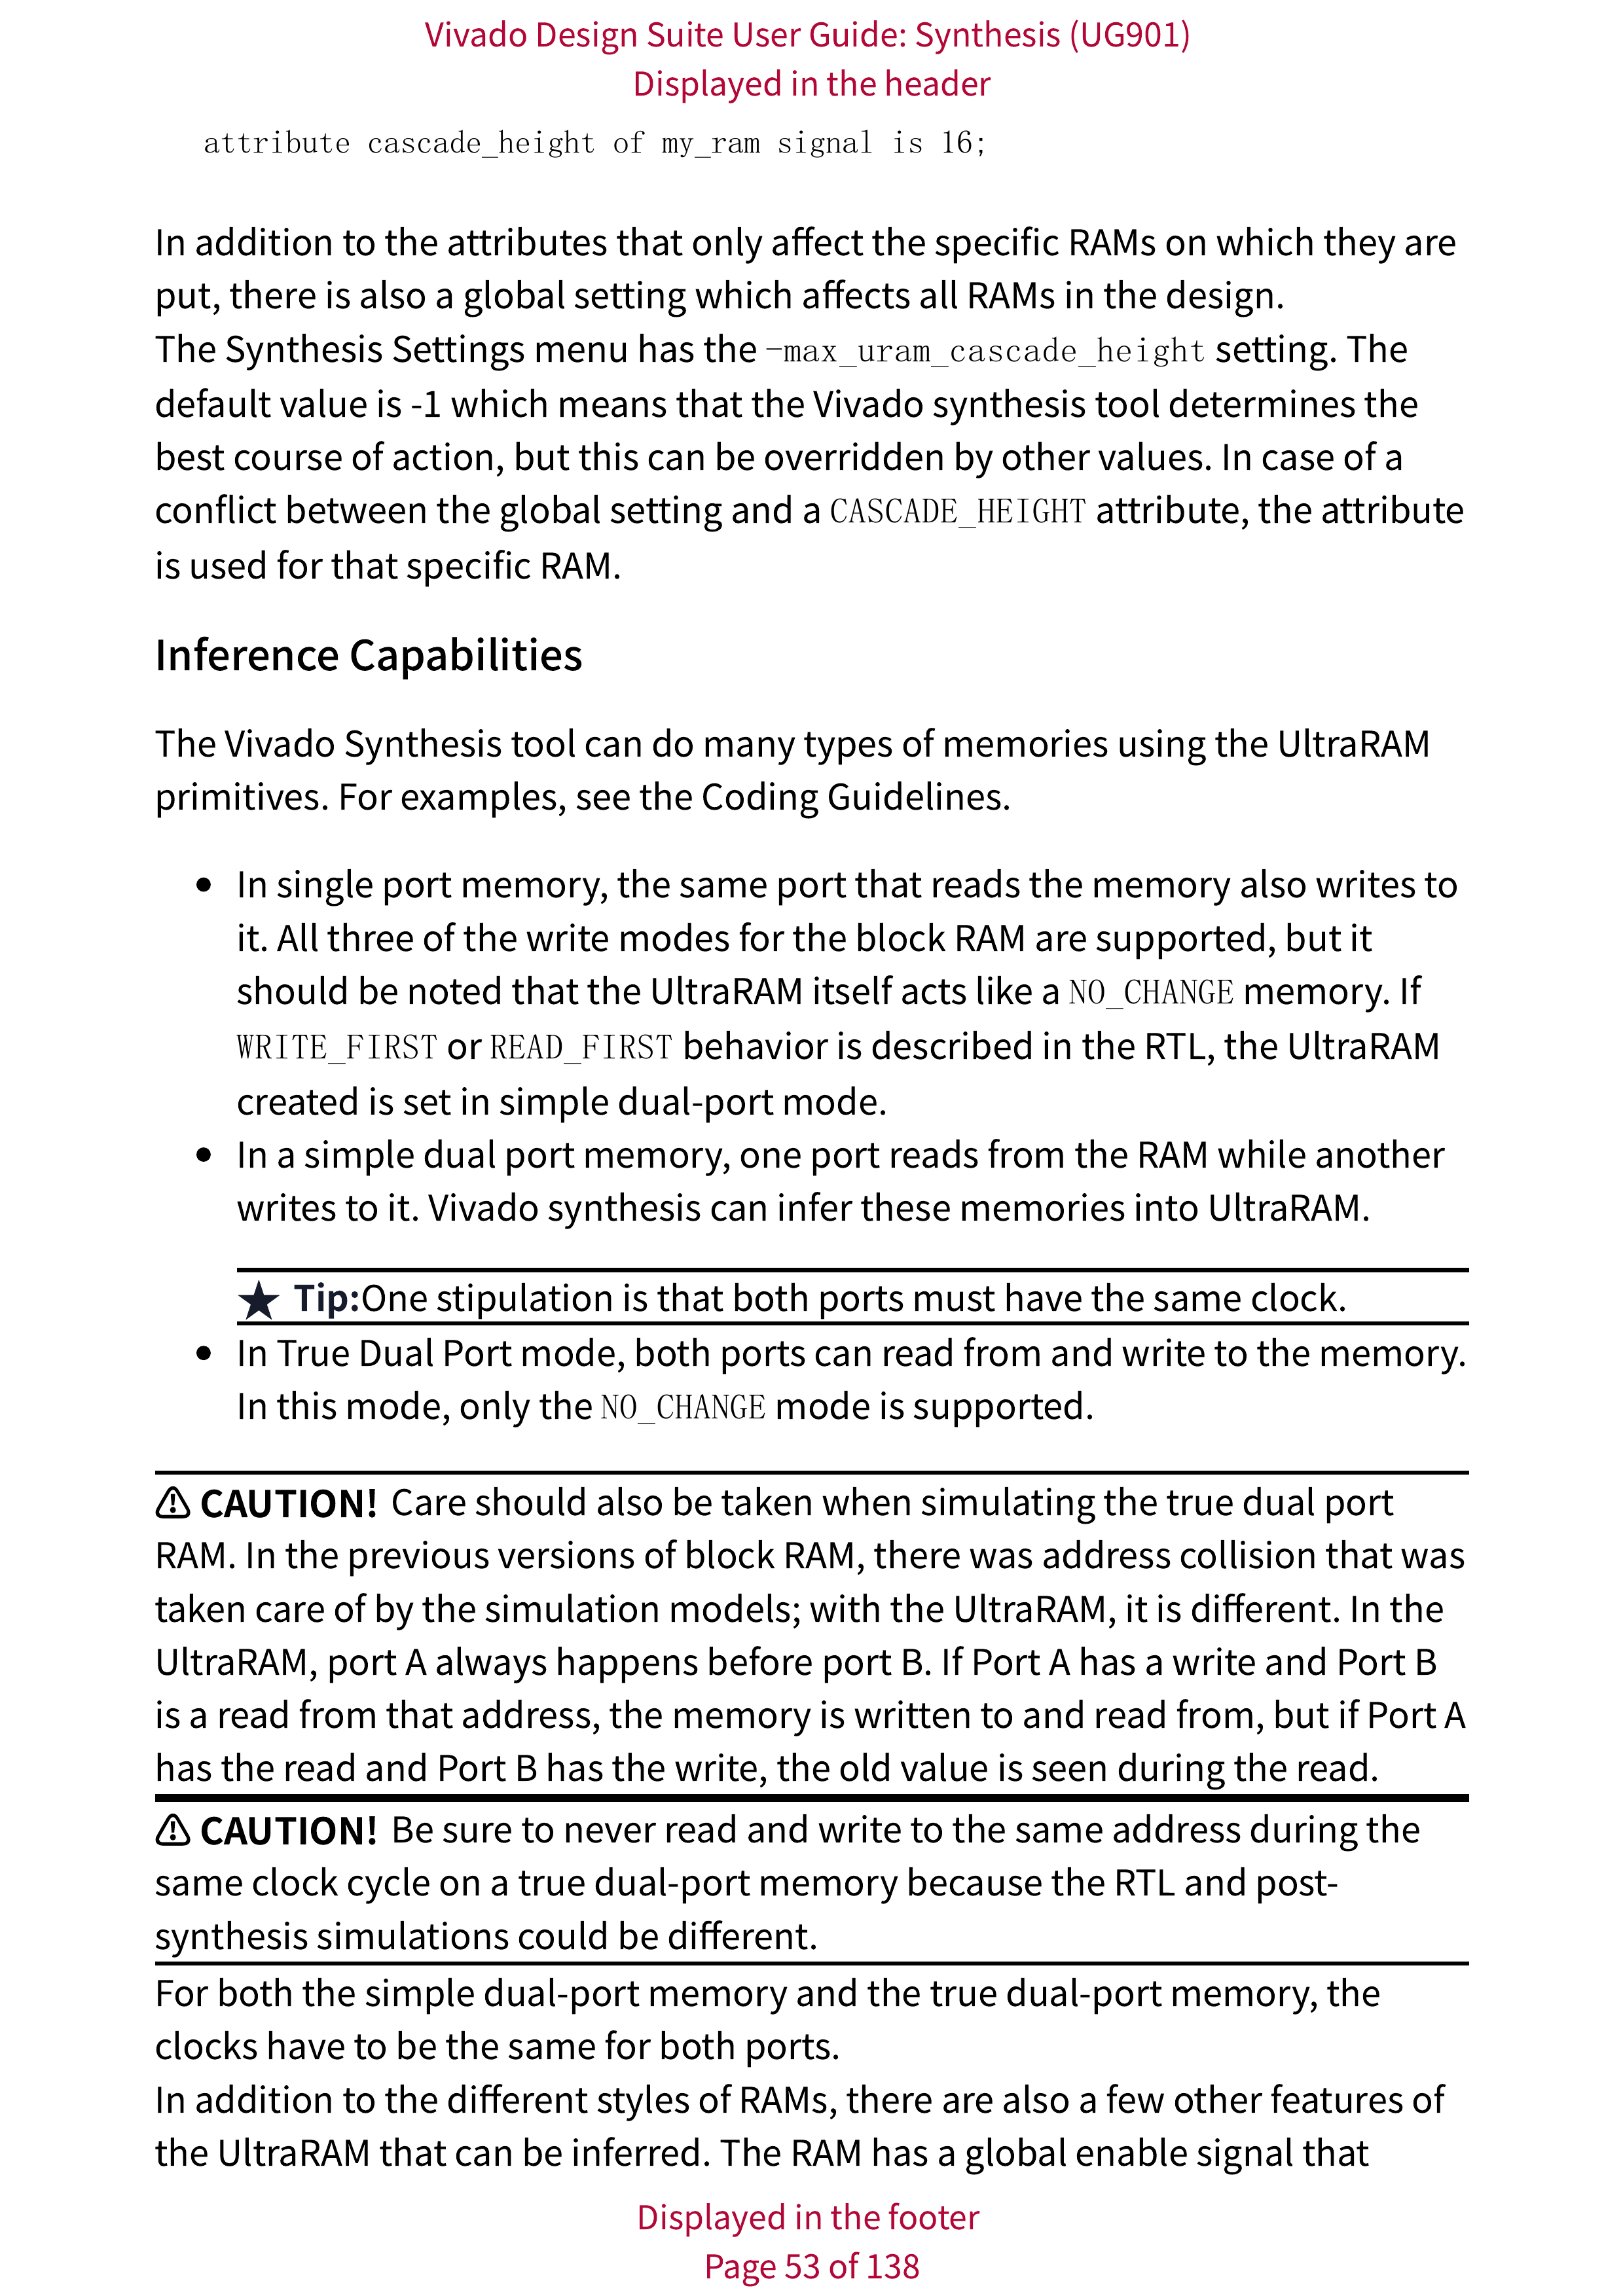 Vivado Design Suite User Guide: Synthesis (UG901)
Displayed in the header
attribute cascade_height of my_ram signal is 16;
In addition to the attributes that only affect the specific RAMs on which they are
put, there is also a global setting which affects all RAMs in the design.
The Synthesis Settings menu has the -max_uram_cascade_height setting. The
default value is -1 which means that the Vivado synthesis tool determines the
best course of action, but this can be overridden by other values. In case of a
conflict between the global setting and a CASCADE_HEIGHT attribute, the attribute
is used for that specific RAM.
Inference Capabilities
The Vivado Synthesis tool can do many types of memories using the UltraRAM
primitives. For examples, see the Coding Guidelines.
• In single port memory, the same port that reads the memory also writes to
it. All three of the write modes for the block RAM are supported, but it
should be noted that the UltraRAM itself acts like a NO_CHANGE memory. If
WRITE_FIRST or READ_FIRST behavior is described in the RTL, the UltraRAM
created is set in simple dual-port mode.
• In a simple dual port memory, one port reads from the RAM while another
writes to it. Vivado synthesis can infer these memories into UltraRAM.
★ Tip:One stipulation is that both ports must have the same clock.
• In True Dual Port mode, both ports can read from and write to the memory.
In this mode, only the NO_CHANGE mode is supported.
⚠ CAUTION! Care should also be taken when simulating the true dual port
RAM. In the previous versions of block RAM, there was address collision that was
taken care of by the simulation models; with the UltraRAM, it is different. In the
UltraRAM, port A always happens before port B. If Port A has a write and Port B
is a read from that address, the memory is written to and read from, but if Port A
has the read and Port B has the write, the old value is seen during the read.
⚠ CAUTION! Be sure to never read and write to the same address during the
same clock cycle on a true dual-port memory because the RTL and post-
synthesis simulations could be different.
For both the simple dual-port memory and the true dual-port memory, the
clocks have to be the same for both ports.
In addition to the different styles of RAMs, there are also a few other features of
the UltraRAM that can be inferred. The RAM has a global enable signal that
Displayed in the footer
Page 53 of 138